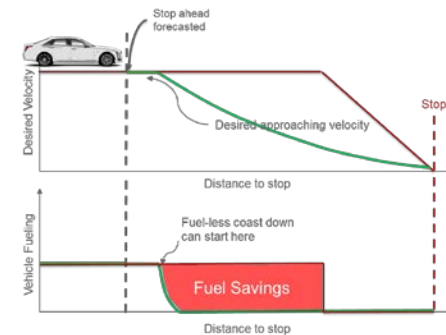 Stop ahead
forecasted
Desired Velocity
Desired approaching velocity
Stop
Distance to stop
Vehicle Fueling
Fuel-less coast down
can start here
Fuel Savings
Distance to stop